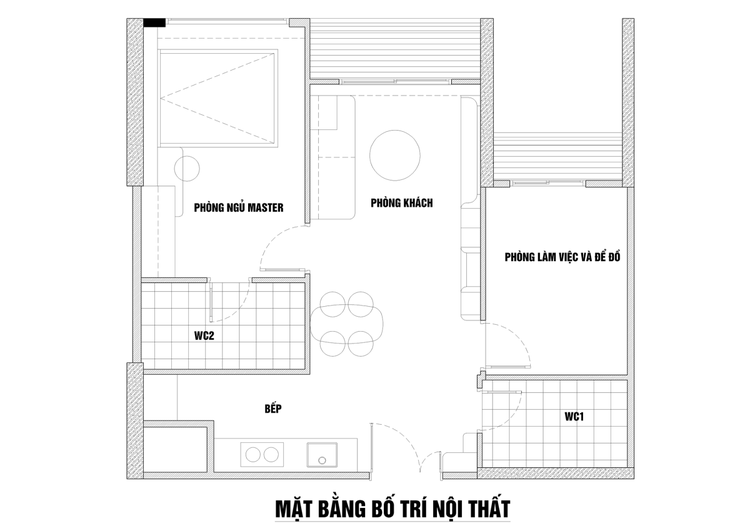 PHÒNG NGỦ MASTER
PHÒNG KHÁCH
PHÒNG LÀM VIỆC VÀ ĐỂ ĐỒ
WC2
BẾP
WC1
MẶT BẰNG BỐ TRÍ NỘI THẤT